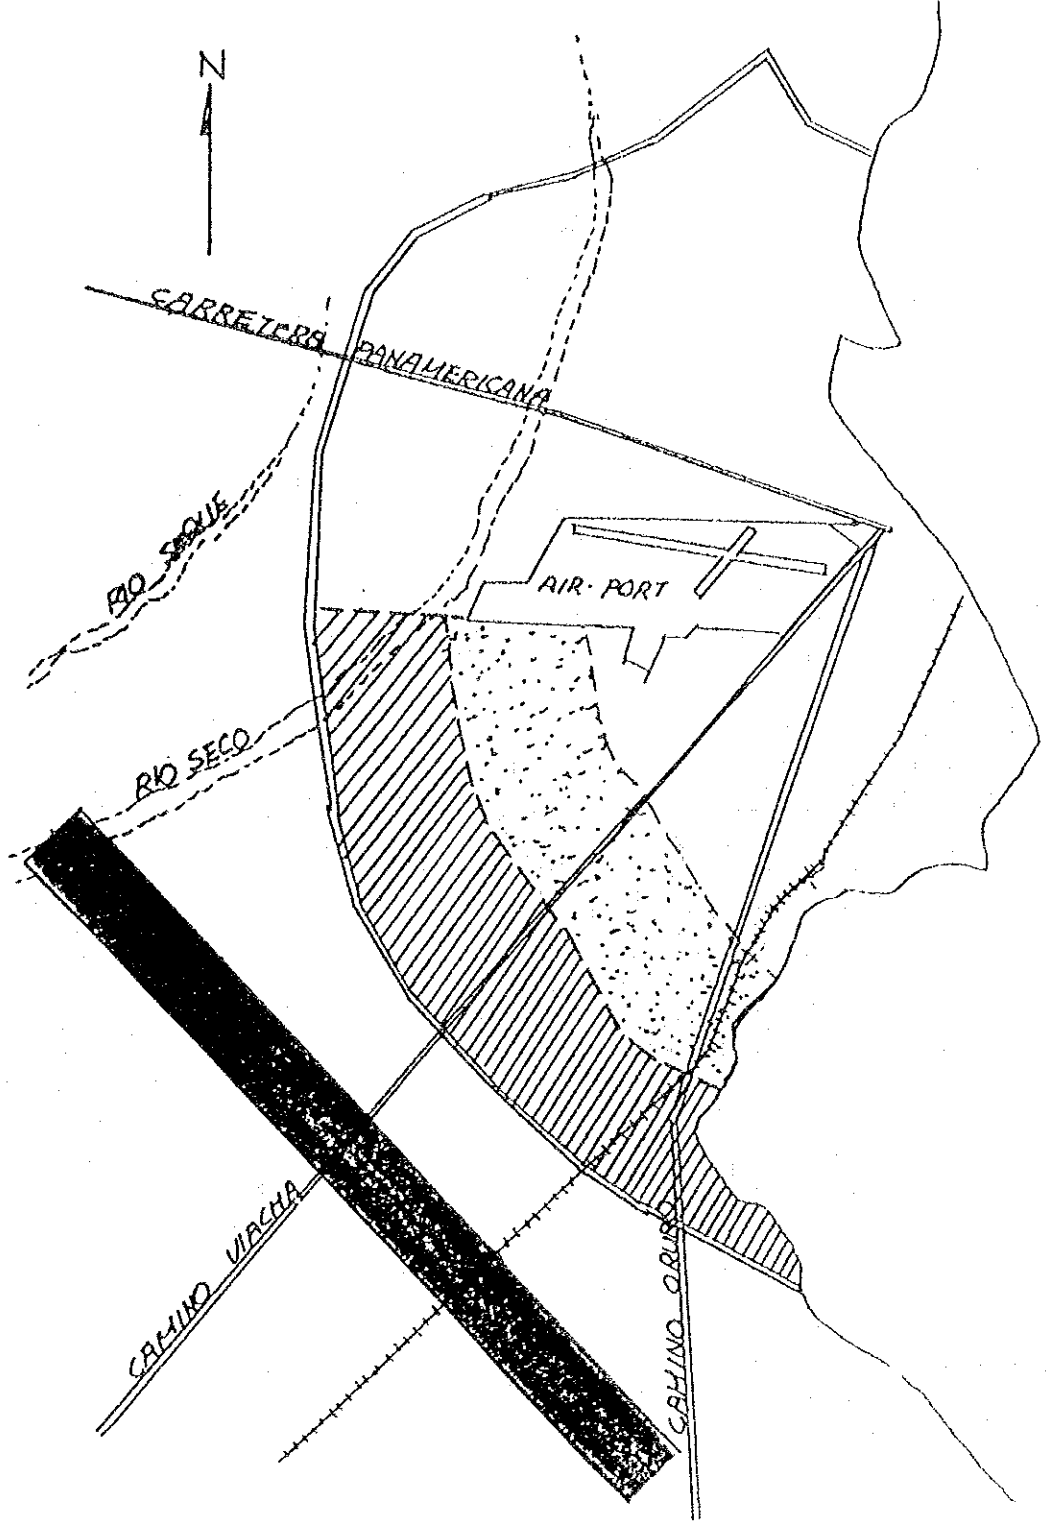 N
CARRETERA PANAMERICANA
RIO SEQUE
AIR-PORT
RIO SECO
CAMINO VIACHA
CAMINO ORURO